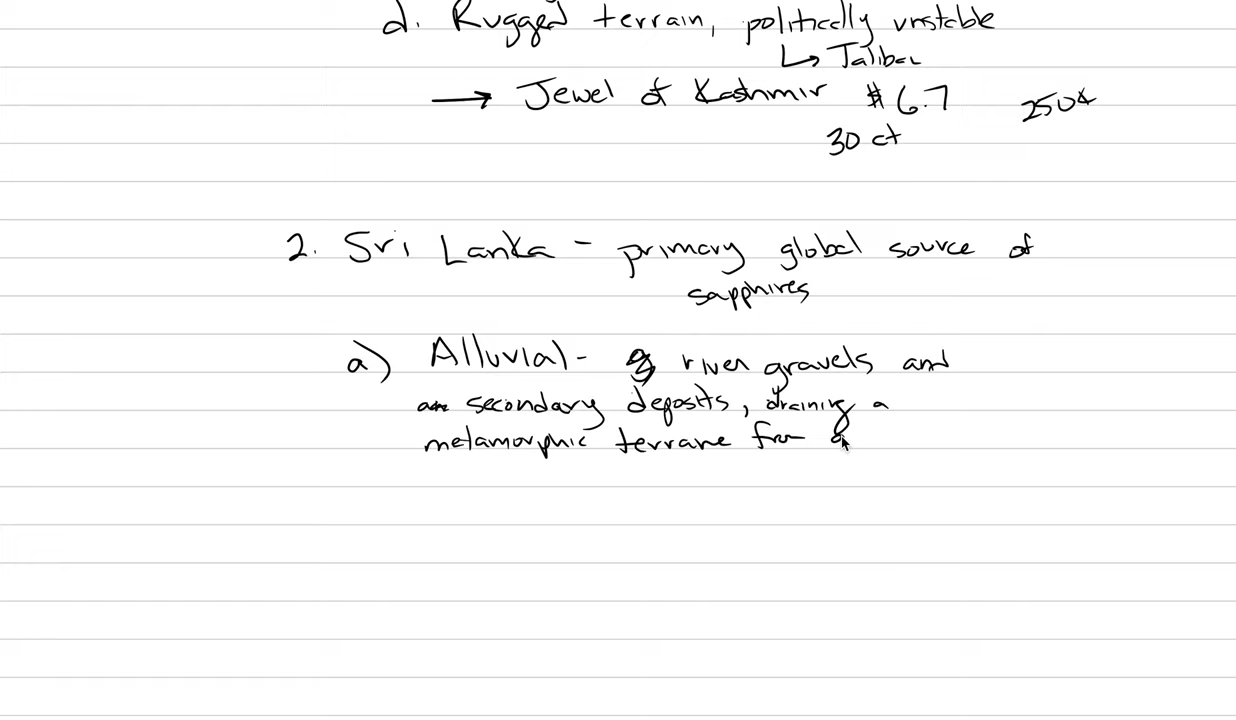 d. Rugged terrain, politically unstable
↳ Taliban
→ Jewel of Kashmir $6.7
30 ct
2. Sri Lanka - primary global source of
sapphires
a) Alluvial - river gravels and
secondary deposits, draining a
metamorphic terrane from